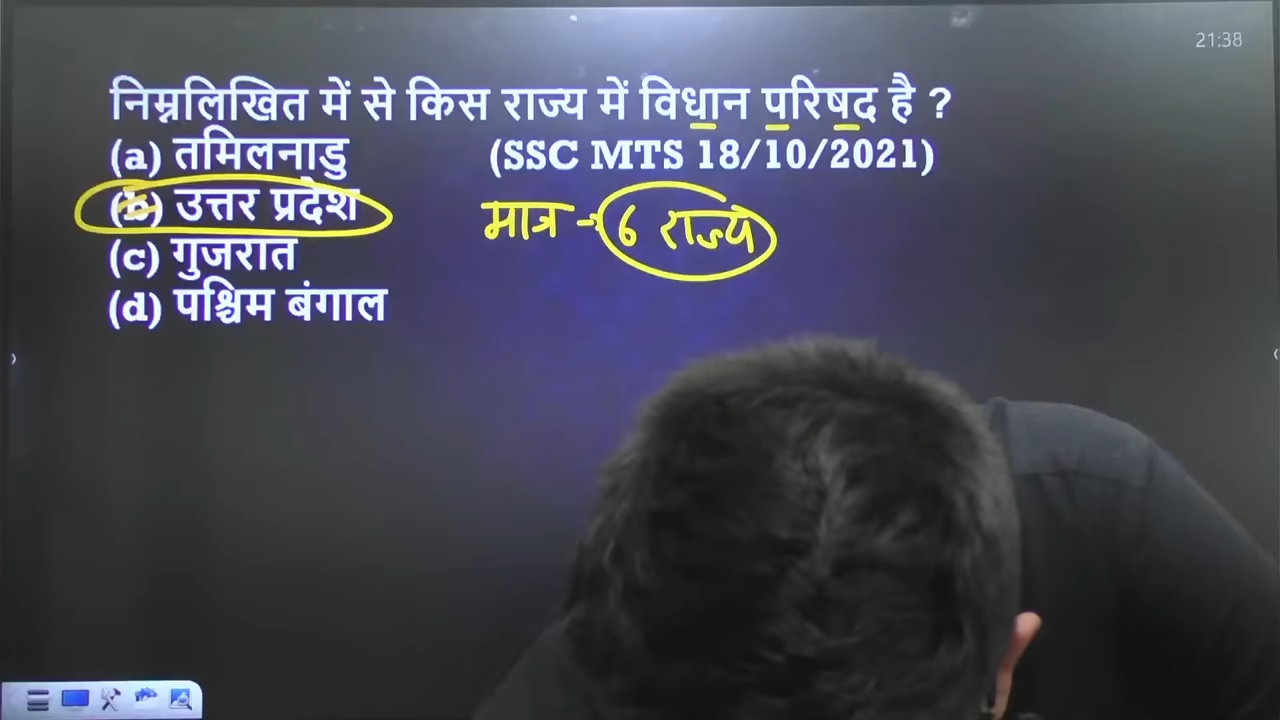 21:38
निम्नलिखित में से किस राज्य में विधान परिषद है ?
(a) तमिलनाडु (SSC MTS 18/10/2021)
(b) उत्तर प्रदेश मात्र → 6 राज्य
(c) गुजरात
(d) पश्चिम बंगाल